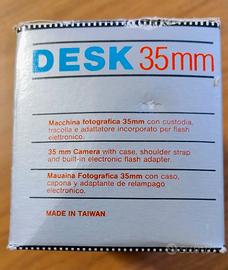 DESK 35mm
Macchina fotografica 35mm con custodia,
tracolla e adattatore incorporato per flash
elettronico.
35 mm Camera with case, shoulder strap
and built-in electronic flash adapter.
Mauaina Fotografica 35mm con caso,
capona y adaptante de relampago
electronico.
MADE IN TAIWAN